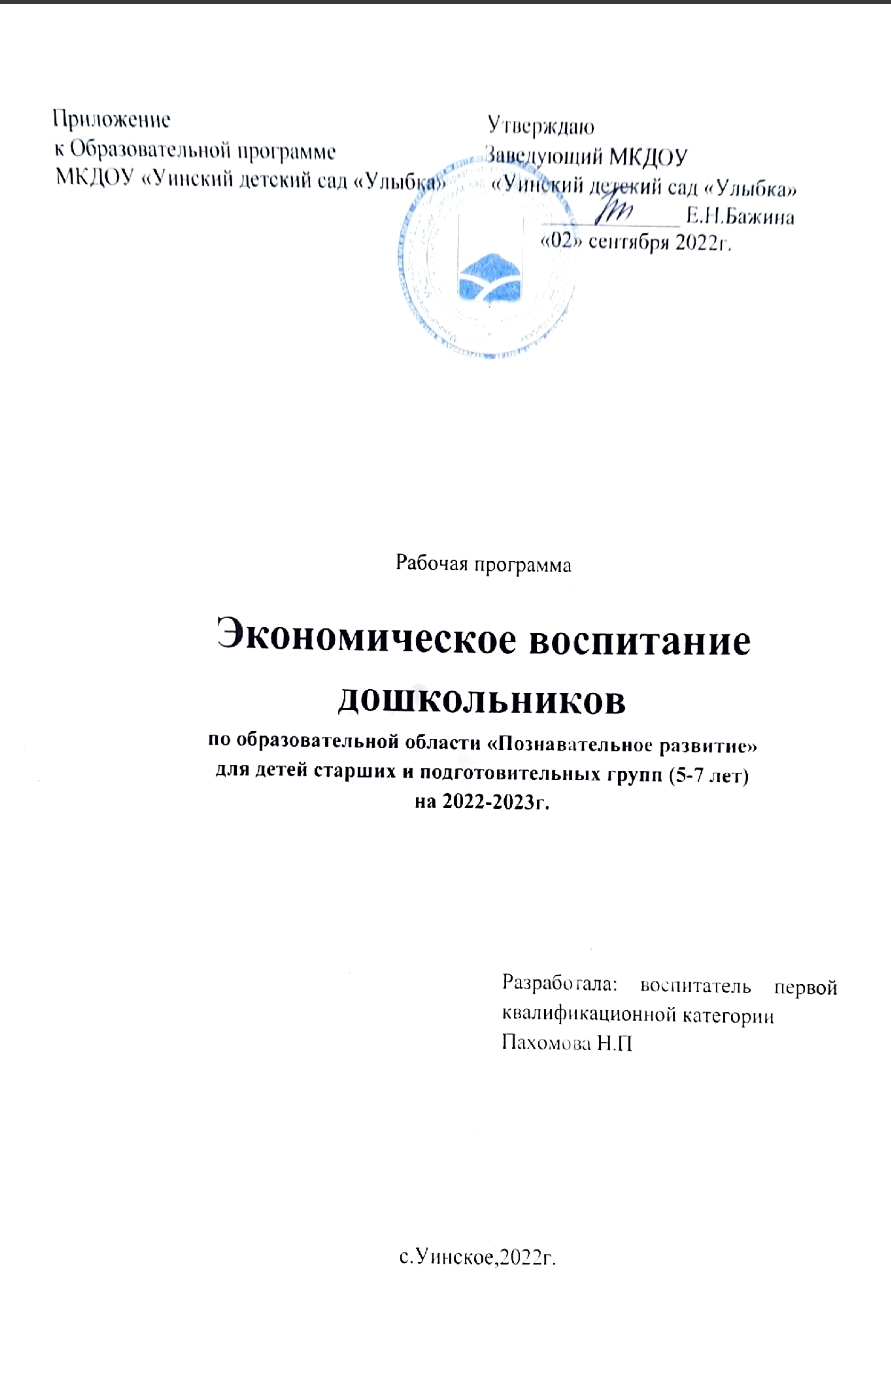 Приложение
к Образовательной программе
МКДОУ «Уинский детский сад «Улыбка»
Утверждаю
Заведующий МКДОУ
«Уинский детский сад «Улыбка»
Е.Н.Бажина
«02» сентября 2022г.
Рабочая программа
Экономическое воспитание
дошкольников
по образовательной области «Познавательное развитие»
для детей старших и подготовительных групп (5-7 лет)
на 2022-2023г.
Разработала: воспитатель первой
квалификационной категории
Пахомова Н.П
с.Уинское,2022г.